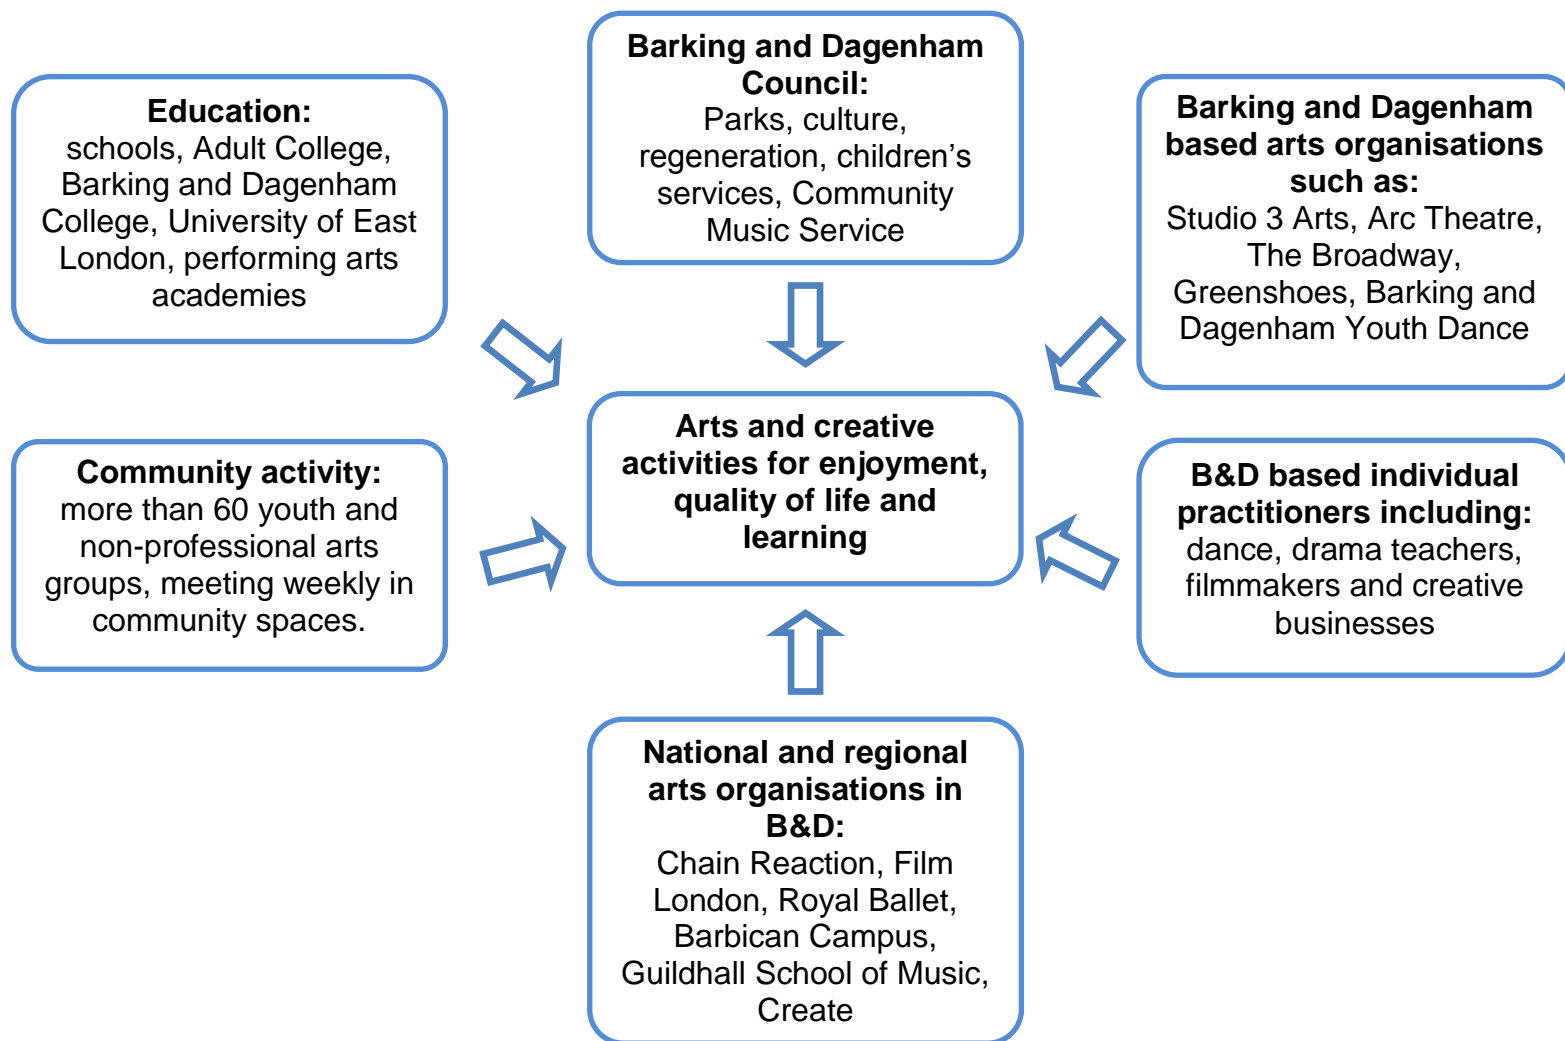 Barking and Dagenham
Council:
Parks, culture,
regeneration, children’s
services, Community
Music Service
Education:
schools, Adult College,
Barking and Dagenham
College, University of East
London, performing arts
academies
Barking and Dagenham
based arts organisations
such as:
Studio 3 Arts, Arc Theatre,
The Broadway,
Greenshoes, Barking and
Dagenham Youth Dance
Arts and creative
activities for enjoyment,
quality of life and
learning
Community activity:
more than 60 youth and
non-professional arts
groups, meeting weekly in
community spaces.
B&D based individual
practitioners including:
dance, drama teachers,
filmmakers and creative
businesses
National and regional
arts organisations in
B&D:
Chain Reaction, Film
London, Royal Ballet,
Barbican Campus,
Guildhall School of Music,
Create